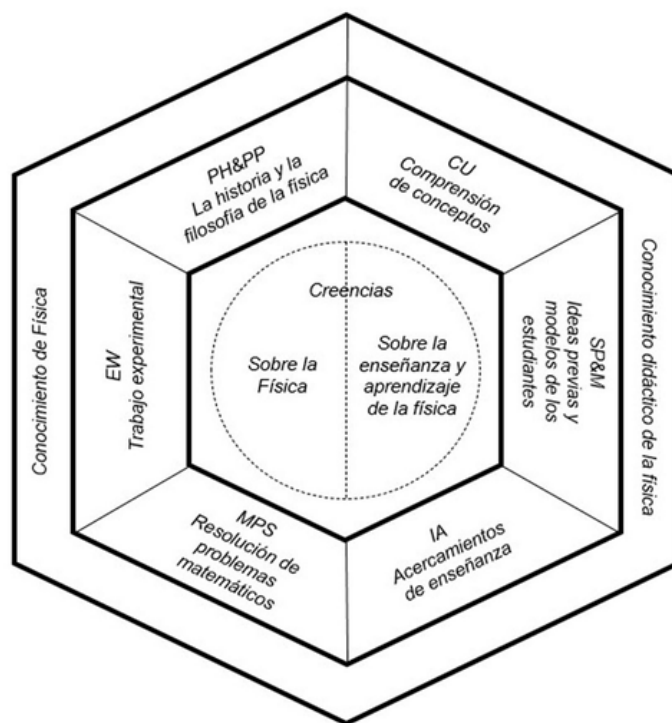 PH&PP
La historia y la
filosofía de la física
CU
Comprensión
de conceptos
Conocimiento de Física
EW
Trabajo experimental
Creencias
Sobre la
Física
Sobre la
enseñanza y
aprendizaje
de la física
SP&M
Ideas previas y
modelos de los
estudiantes
Conocimiento didáctico de la física
MPS
Resolución de
problemas
matemáticos
IA
Acercamientos
de enseñanza